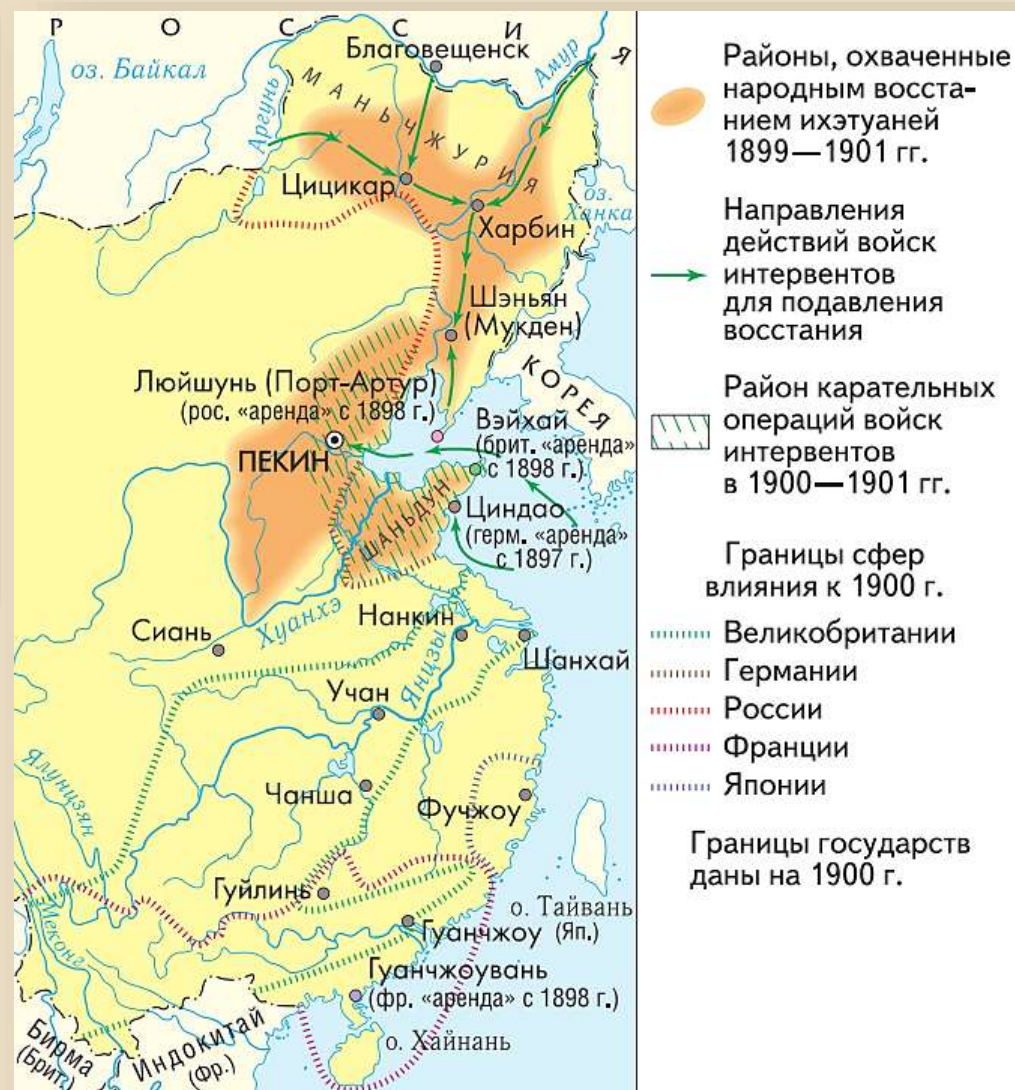 Р О С С И Я
оз. Байкал
Благовещенск
Амур
Аргунь
МАНЬЧЖУРИЯ
Цицикар
Харбин
оз.
Ханка
Шэньян
(Мукден)
КОРЕЯ
Люйшунь (Порт-Артур)
(рос. «аренда» с 1898 г.)
Вэйхай
(брит. «аренда»
с 1898 г.)
ПЕКИН
ШАНЬДУН
Циндао
(герм. «аренда»
с 1897 г.)
Хуанхэ
Сиань
Нанкин
Янцзы
Шанхай
Учан
Ялунцзян
Чанша
Фучжоу
Гуйлинь
Меконг
о. Тайвань
(Яп.)
Гуанчжоу
Гуанчжоувань
(фр. «аренда» с 1898 г.)
Бирма
(Брит.)
Индокитай
(Фр.)
о. Хайнань
Районы, охваченные
народным восста-
нием ихэтуаней
1899—1901 гг.
Направления
действий войск
интервентов
для подавления
восстания
Район карательных
операций войск
интервентов
в 1900—1901 гг.
Границы сфер
влияния к 1900 г.
Великобритании
Германии
России
Франции
Японии
Границы государств
даны на 1900 г.